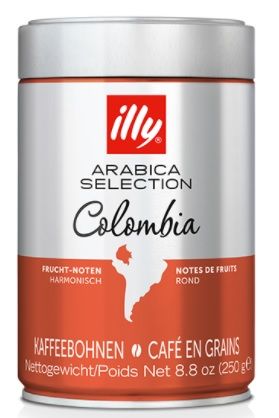 illy
ARABICA
SELECTION
Colombia
FRUCHT-NOTEN
HARMONISCH
NOTES DE FRUITS
ROND
KAFFEEBOHNEN CAFÉ EN GRAINS
Nettogewicht/Poids Net 8.8 oz (250 g℮)